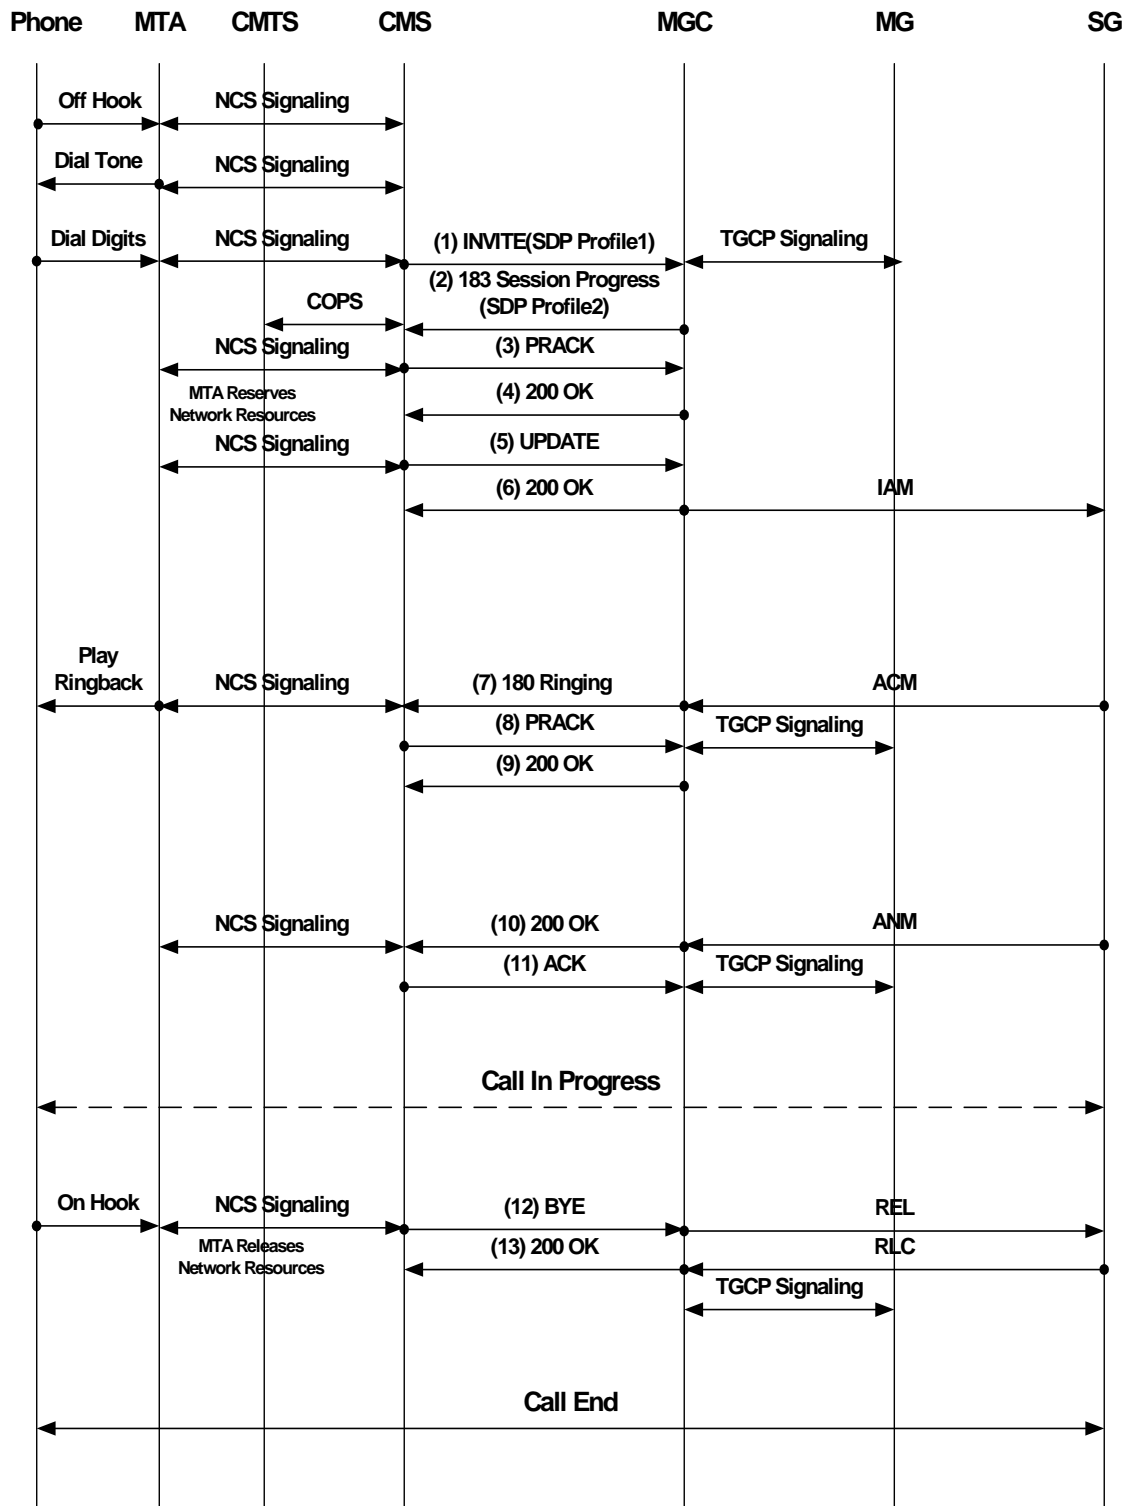 Phone MTA CMTS CMS MGC MG SG
Off Hook NCS Signaling
Dial Tone NCS Signaling
Dial Digits NCS Signaling (1) INVITE(SDP Profile1) TGCP Signaling
(2) 183 Session Progress
(SDP Profile2)
COPS
NCS Signaling (3) PRACK
MTA Reserves
Network Resources
(4) 200 OK
NCS Signaling (5) UPDATE
(6) 200 OK IAM
Play
Ringback NCS Signaling (7) 180 Ringing ACM
(8) PRACK TGCP Signaling
(9) 200 OK
NCS Signaling (10) 200 OK ANM
(11) ACK TGCP Signaling
Call In Progress
On Hook NCS Signaling (12) BYE REL
MTA Releases
Network Resources
(13) 200 OK RLC
TGCP Signaling
Call End